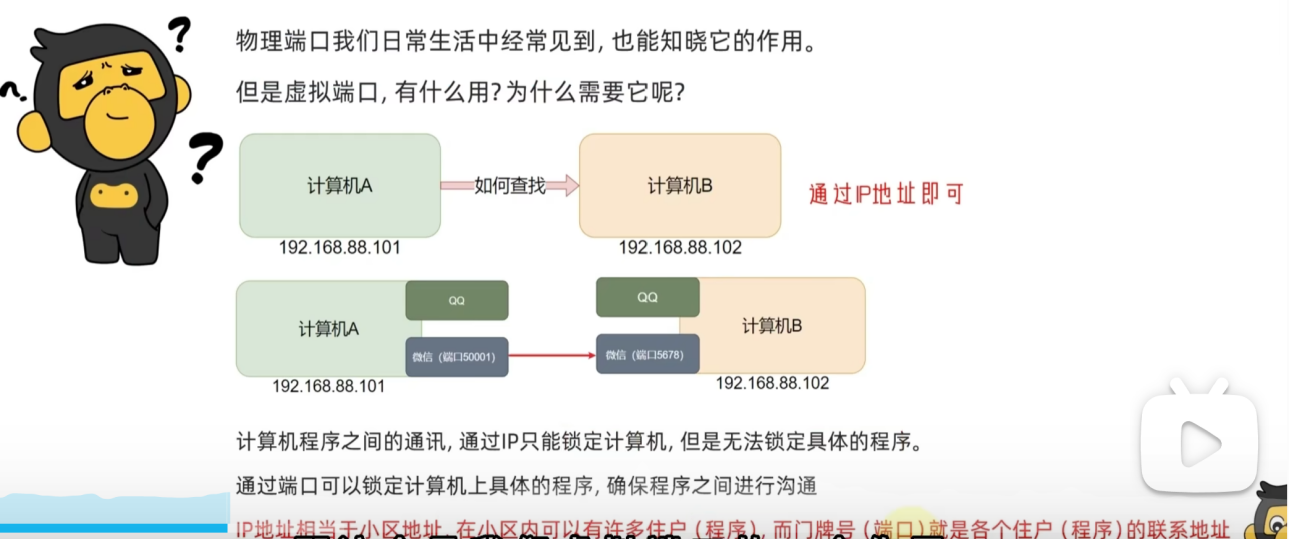 物理端口我们日常生活中经常见到, 也能知晓它的作用。
但是虚拟端口, 有什么用? 为什么需要它呢?
计算机A
如何查找
计算机B
通过IP地址即可
192.168.88.101
192.168.88.102
QQ
QQ
计算机A
计算机B
微信（端口50001）
微信（端口5678）
192.168.88.101
192.168.88.102
计算机程序之间的通讯, 通过IP只能锁定计算机, 但是无法锁定具体的程序。
通过端口可以锁定计算机上具体的程序, 确保程序之间进行沟通
IP地址相当于小区地址, 在小区内可以有许多住户（程序）, 而门牌号（端口）就是各个住户（程序）的联系地址